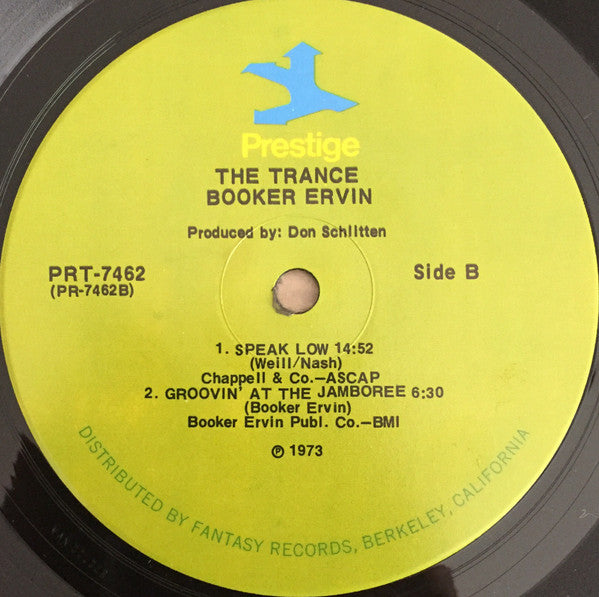 Prestige
THE TRANCE
BOOKER ERVIN
Produced by: Don Schlitten
PRT-7462
(PR-7462B)
Side B
1. SPEAK LOW 14:52
(Weill/Nash)
Chappell & Co.—ASCAP
2. GROOVIN' AT THE JAMBOREE 6:30
(Booker Ervin)
Booker Ervin Publ. Co.—BMI
℗ 1973
DISTRIBUTED BY FANTASY RECORDS, BERKELEY, CALIFORNIA